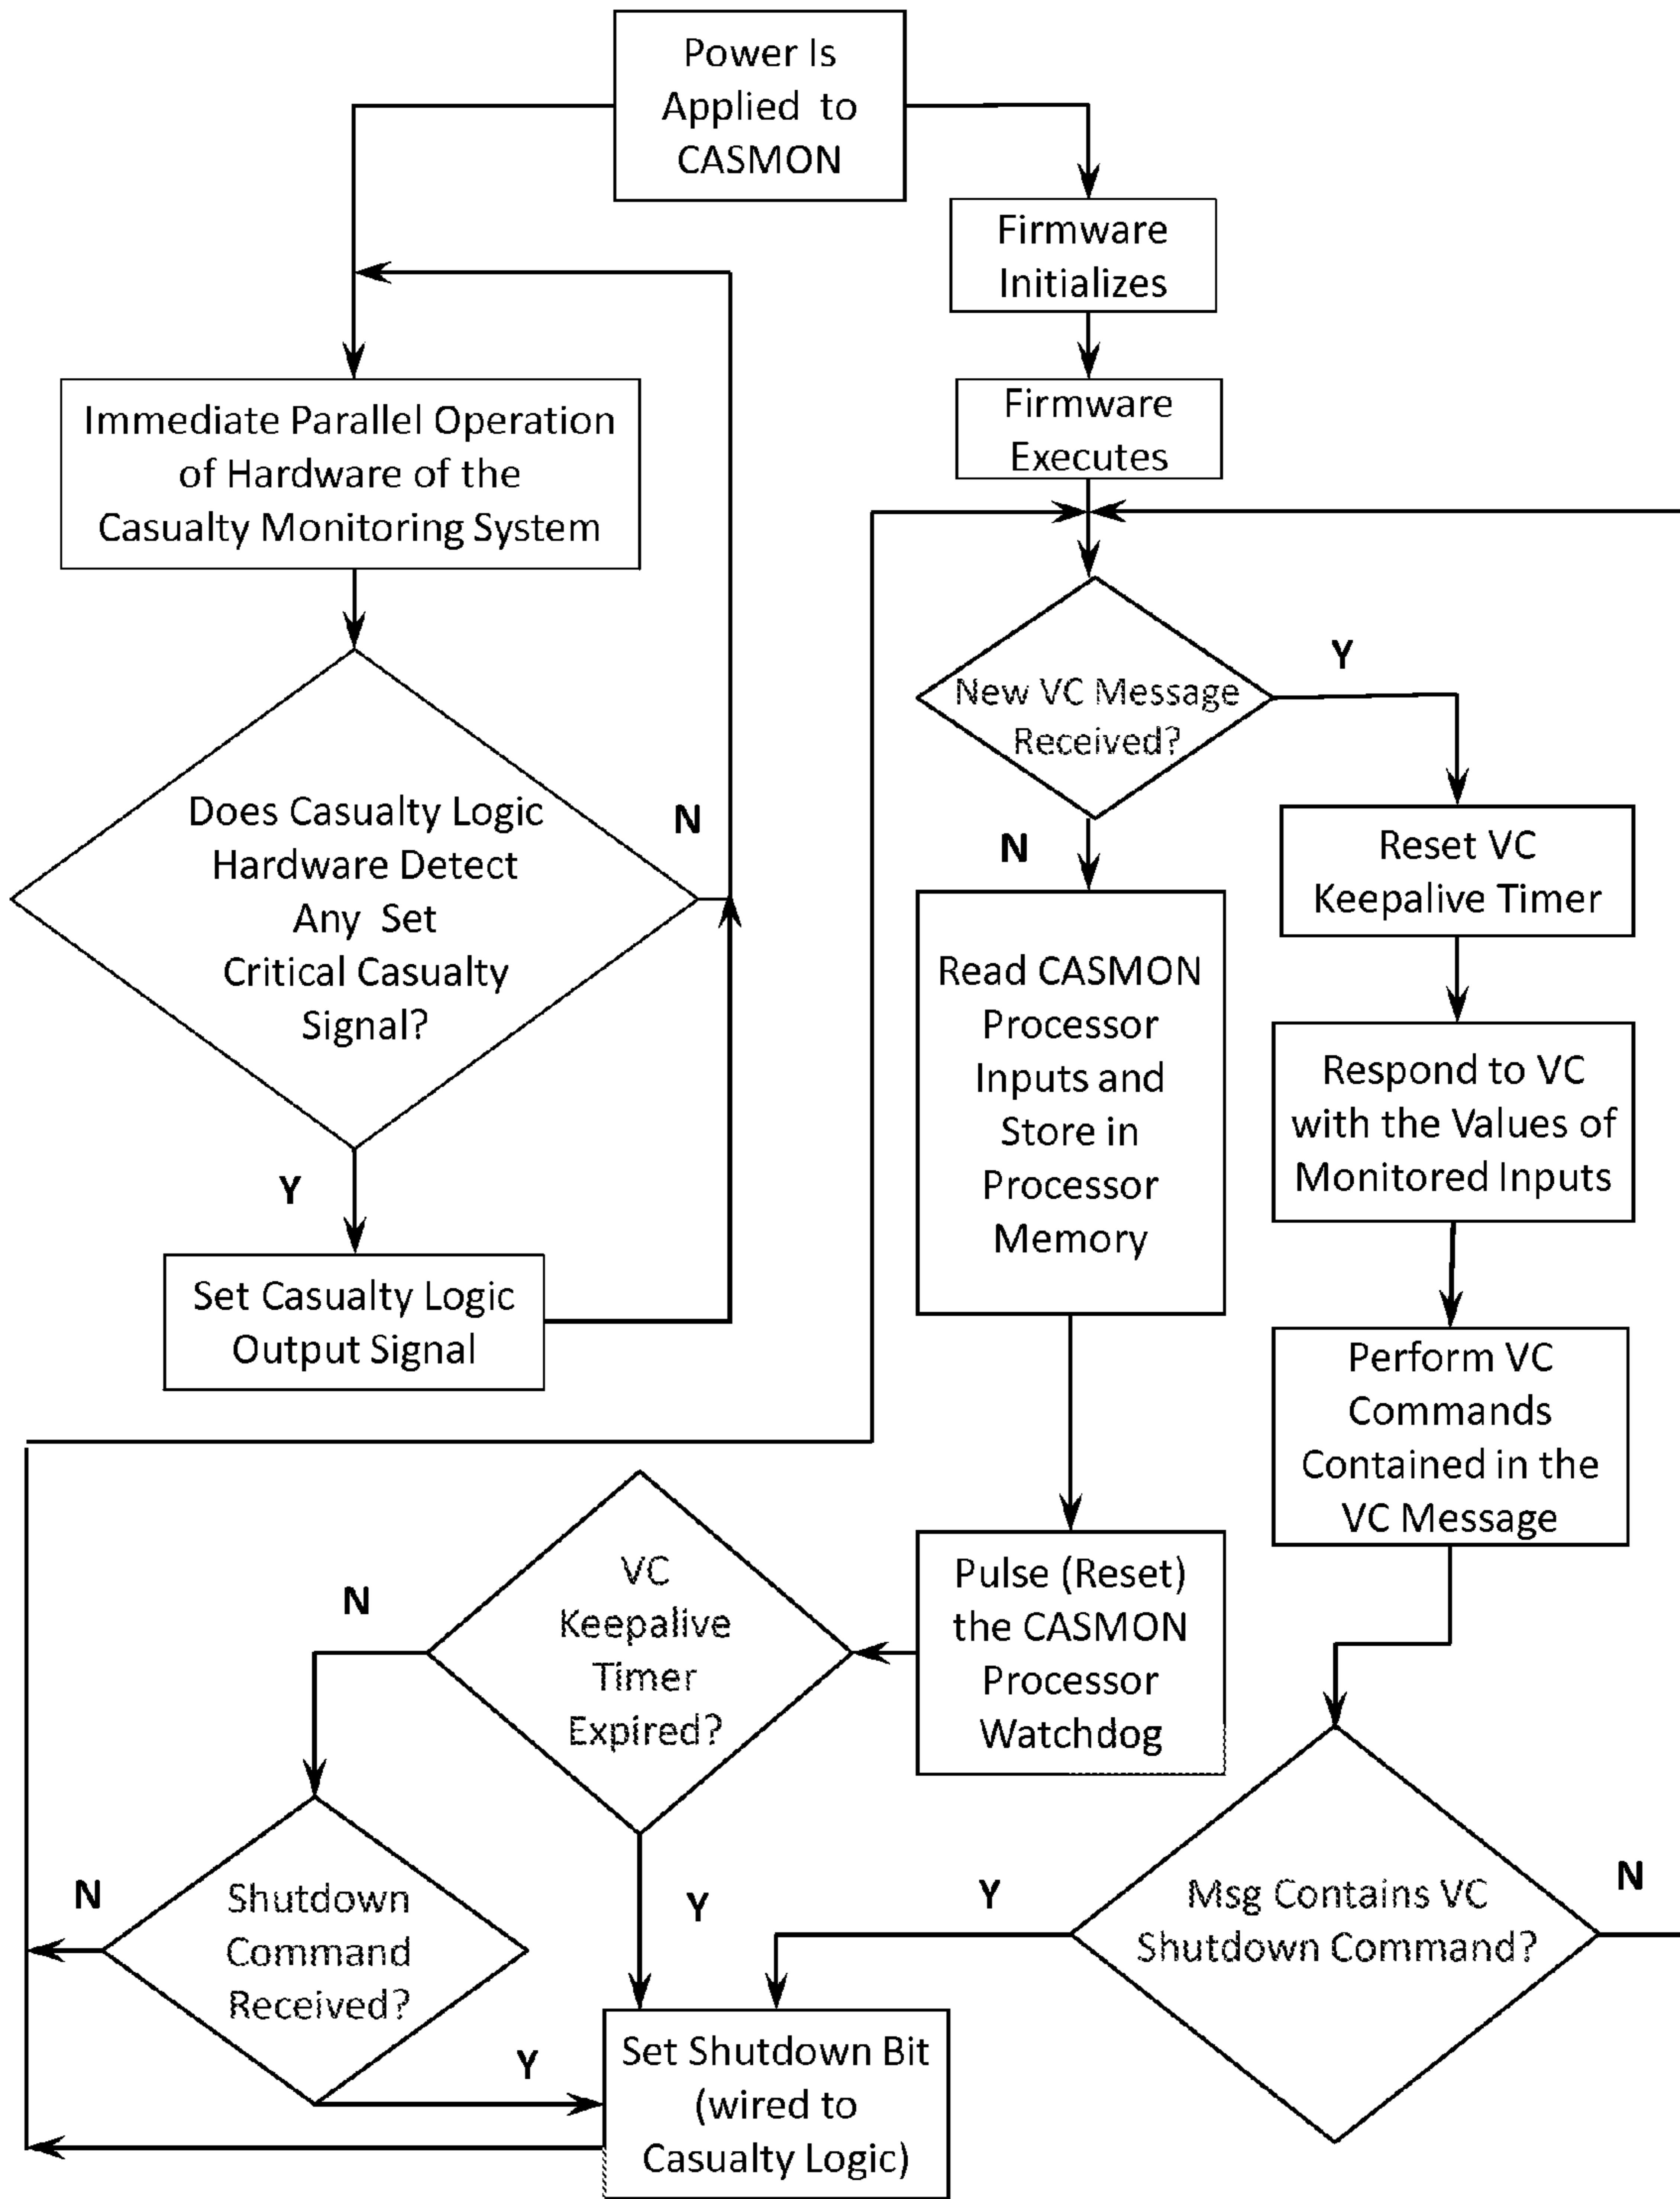 Power Is
Applied to
CASMON
Firmware
Initializes
Firmware
Executes
Immediate Parallel Operation
of Hardware of the
Casualty Monitoring System
New VC Message
Received?
Y
N
Does Casualty Logic
Hardware Detect
Any Set
Critical Casualty
Signal?
N
Y
Set Casualty Logic
Output Signal
Reset VC
Keepalive Timer
Read CASMON
Processor
Inputs and
Store in
Processor
Memory
Respond to VC
with the Values of
Monitored Inputs
Perform VC
Commands
Contained in the
VC Message
Pulse (Reset)
the CASMON
Processor
Watchdog
VC
Keepalive
Timer
Expired?
N
Y
Shutdown
Command
Received?
N
Y
Msg Contains VC
Shutdown Command?
Y
N
Set Shutdown Bit
(wired to
Casualty Logic)